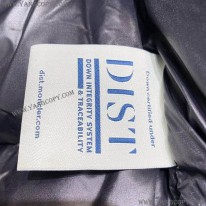 Down certified under
DIST
DOWN INTEGRITY SYSTEM
& TRACEABILITY
dist.moncler.com